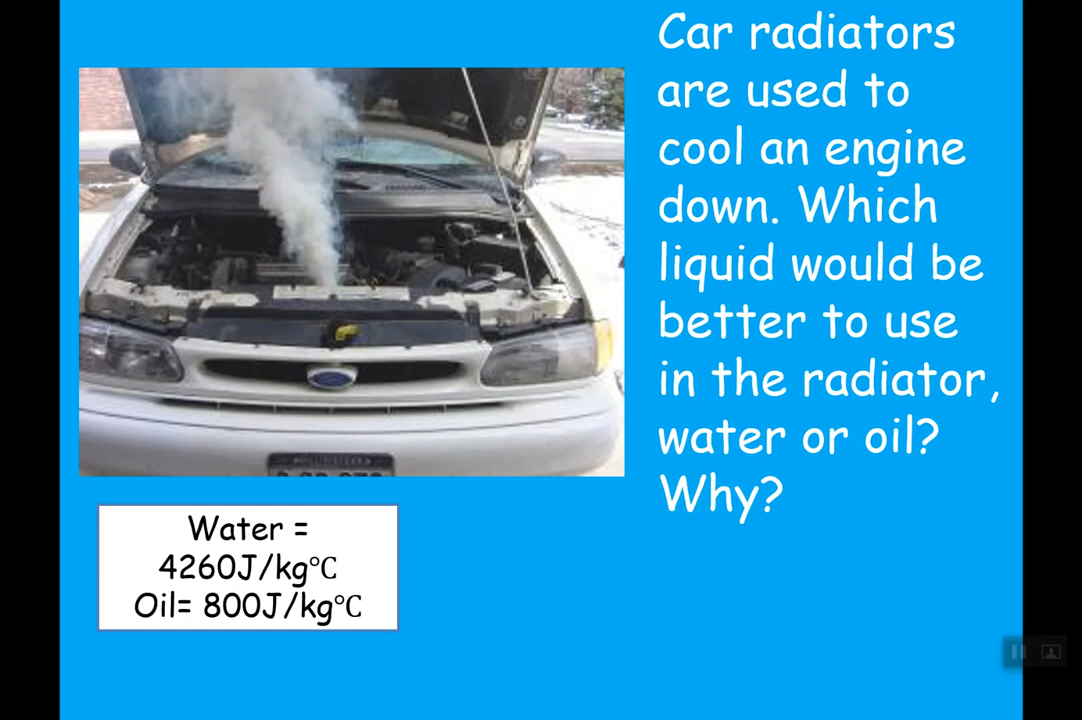 Car radiators
are used to
cool an engine
down. Which
liquid would be
better to use
in the radiator,
water or oil?
Why?
Water =
4260J/kg°C
Oil= 800J/kg°C